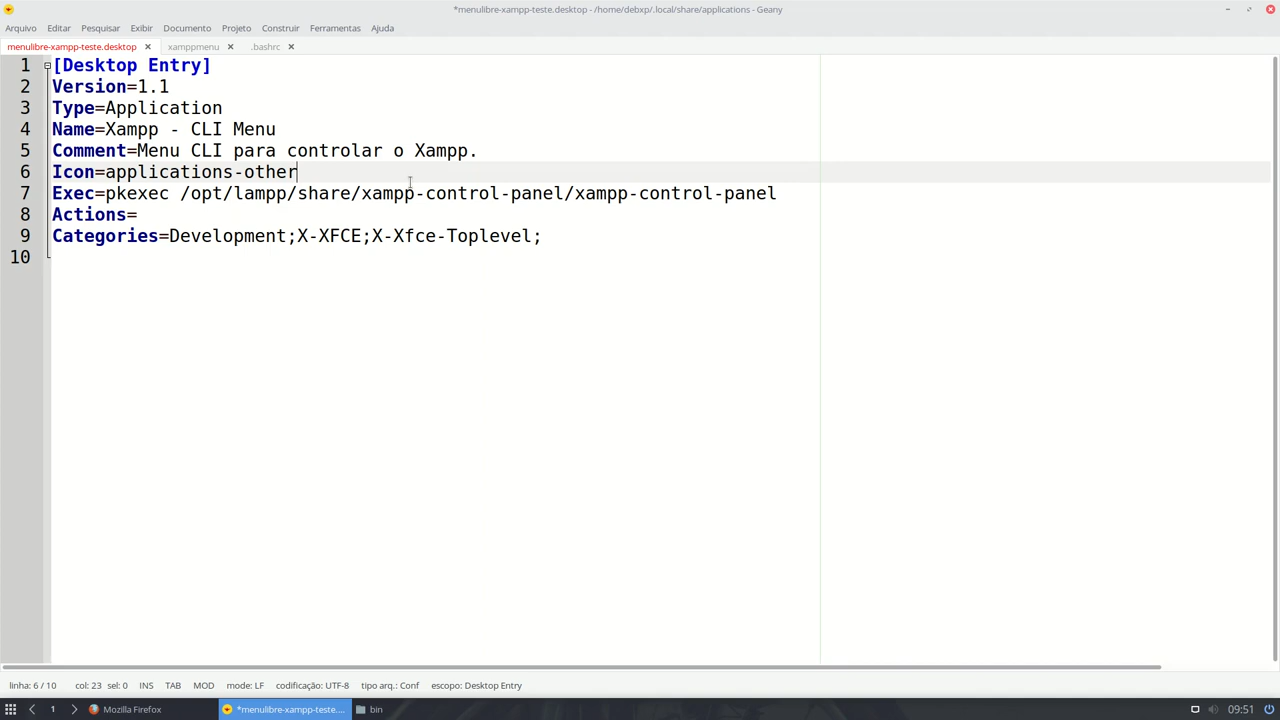 *menulibre-xampp-teste.desktop - /home/debxp/.local/share/applications - Geany
Arquivo Editar Pesquisar Exibir Documento Projeto Construir Ferramentas Ajuda
menulibre-xampp-teste.desktop xamppmenu .bashrc
1 [Desktop Entry]
2 Version=1.1
3 Type=Application
4 Name=Xampp - CLI Menu
5 Comment=Menu CLI para controlar o Xampp.
6 Icon=applications-other
7 Exec=pkexec /opt/lampp/share/xampp-control-panel/xampp-control-panel
8 Actions=
9 Categories=Development;X-XFCE;X-Xfce-Toplevel;
10
linha: 6 / 10 col: 23 sel: 0 INS TAB MOD mode: LF codificação: UTF-8 tipo arq.: Conf escopo: Desktop Entry
1 Mozilla Firefox *menulibre-xampp-teste.... bin 09:51